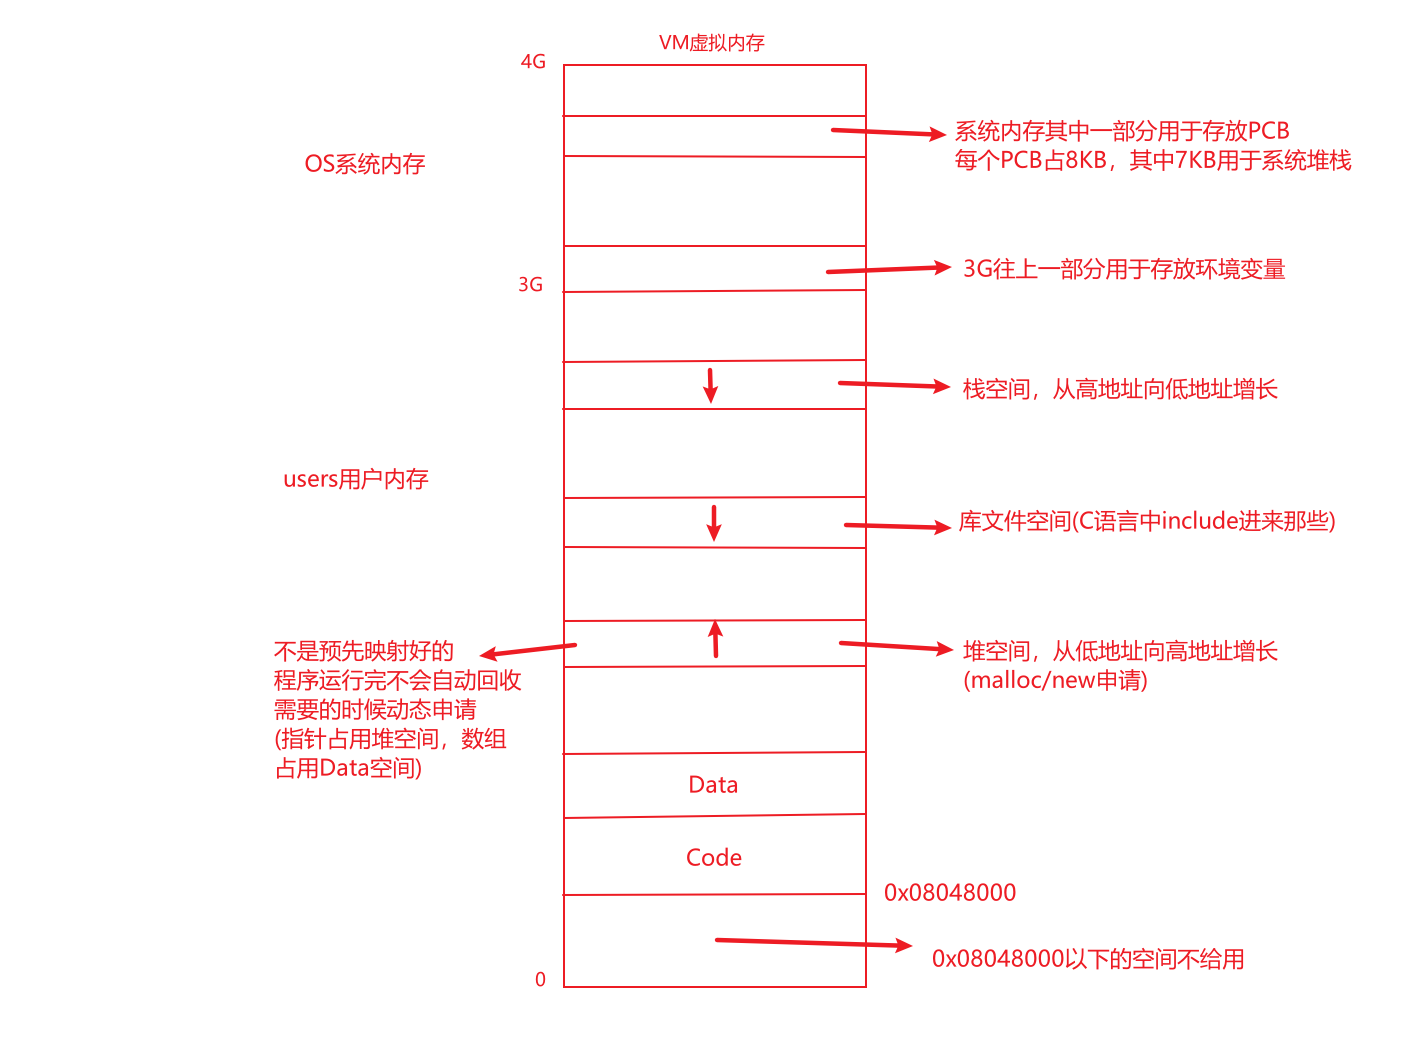 VM虚拟内存
4G
系统内存其中一部分用于存放PCB
每个PCB占8KB，其中7KB用于系统堆栈
OS系统内存
3G往上一部分用于存放环境变量
3G
栈空间，从高地址向低地址增长
users用户内存
库文件空间(C语言中include进来那些)
不是预先映射好的
程序运行完不会自动回收
需要的时候动态申请
(指针占用堆空间，数组
占用Data空间)
堆空间，从低地址向高地址增长
(malloc/new申请)
Data
Code
0x08048000
0x08048000以下的空间不给用
0